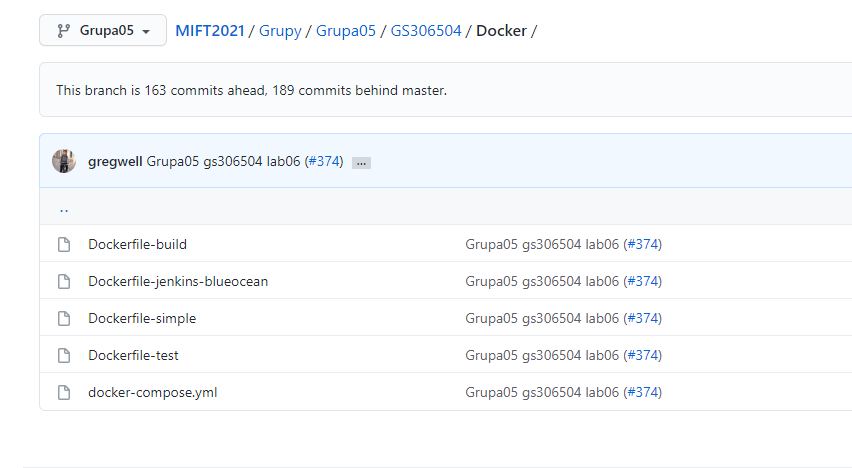 Grupa05 MIFT2021 / Grupy / Grupa05 / GS306504 / Docker /
This branch is 163 commits ahead, 189 commits behind master.
gregwell Grupa05 gs306504 lab06 (#374) ...
..
Dockerfile-build Grupa05 gs306504 lab06 (#374)
Dockerfile-jenkins-blueocean Grupa05 gs306504 lab06 (#374)
Dockerfile-simple Grupa05 gs306504 lab06 (#374)
Dockerfile-test Grupa05 gs306504 lab06 (#374)
docker-compose.yml Grupa05 gs306504 lab06 (#374)